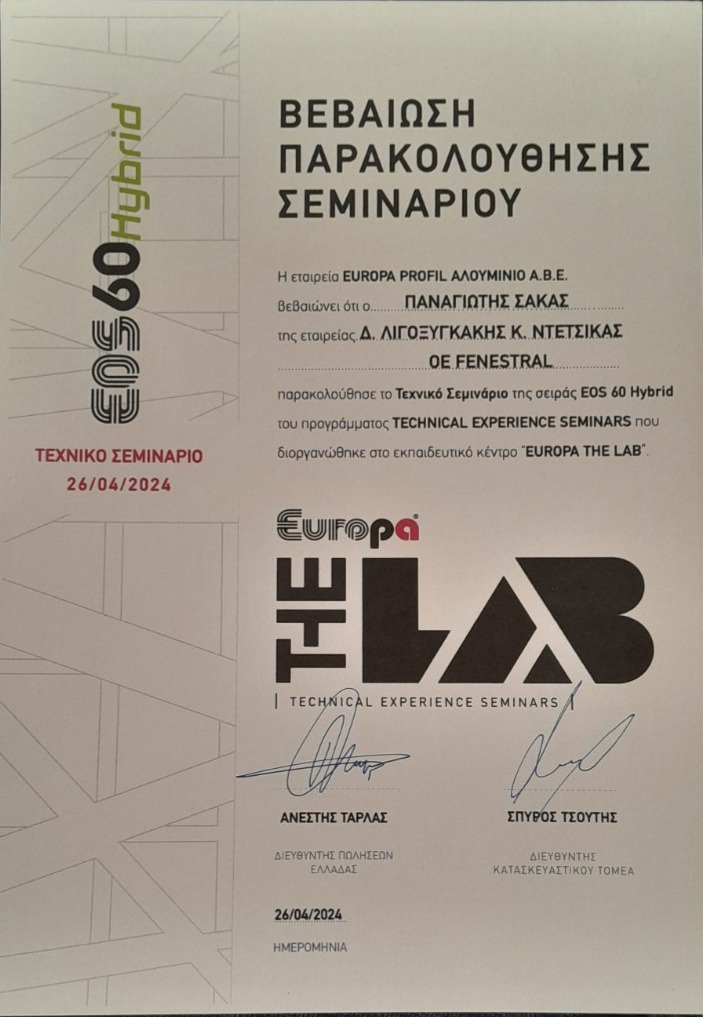 EOS 60 Hybrid
ΤΕΧΝΙΚΟ ΣΕΜΙΝΑΡΙΟ
26/04/2024
ΒΕΒΑΙΩΣΗ
ΠΑΡΑΚΟΛΟΥΘΗΣΗΣ
ΣΕΜΙΝΑΡΙΟΥ
Η εταιρεία EUROPA PROFIL ΑΛΟΥΜΙΝΙΟ Α.Β.Ε.
βεβαιώνει ότι ο ΠΑΝΑΓΙΩΤΗΣ ΣΑΚΑΣ
της εταιρείας Δ. ΛΙΓΟΞΥΓΚΑΚΗΣ Κ. ΝΤΕΤΣΙΚΑΣ
ΟΕ FENESTRAL
παρακολούθησε το Τεχνικό Σεμινάριο της σειράς EOS 60 Hybrid
του προγράμματος TECHNICAL EXPERIENCE SEMINARS που
διοργανώθηκε στο εκπαιδευτικό κέντρο "EUROPA THE LAB".
Europa®
THE LAB
| TECHNICAL EXPERIENCE SEMINARS |
ΑΝΕΣΤΗΣ ΤΑΡΛΑΣ
ΔΙΕΥΘΥΝΤΗΣ ΠΩΛΗΣΕΩΝ
ΕΛΛΑΔΑΣ
ΣΠΥΡΟΣ ΤΣΟΥΤΗΣ
ΔΙΕΥΘΥΝΤΗΣ
ΚΑΤΑΣΚΕΥΑΣΤΙΚΟΥ ΤΟΜΕΑ
26/04/2024
ΗΜΕΡΟΜΗΝΙΑ